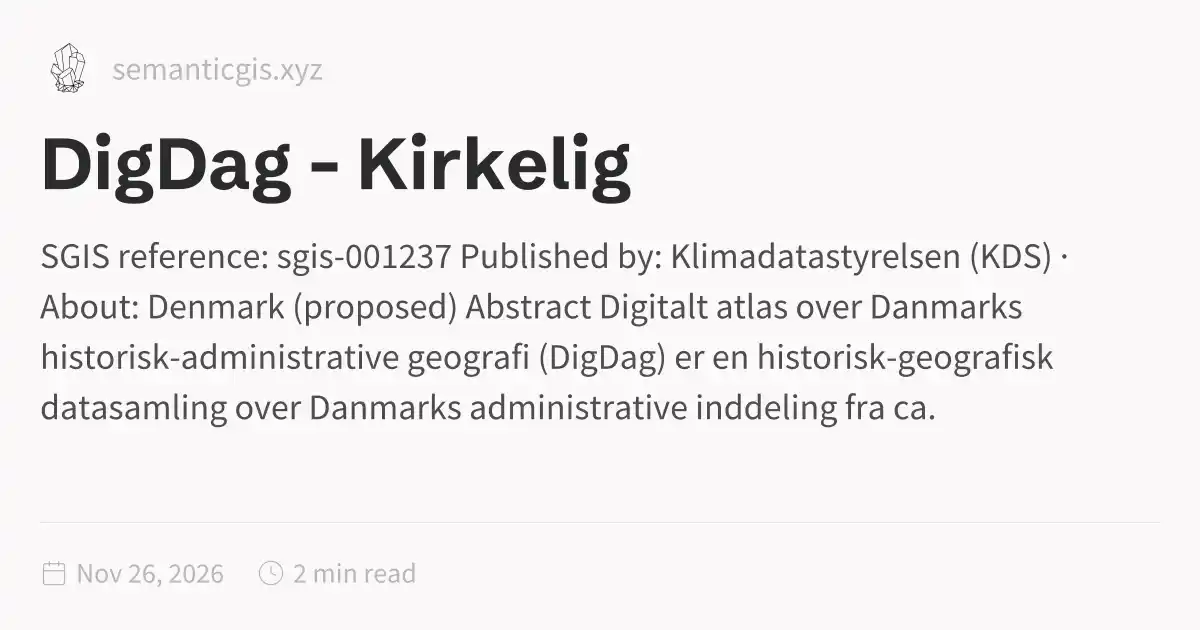 semanticgis.xyz
DigDag - Kirkelig
SGIS reference: sgis-001237 Published by: Klimadatastyrelsen (KDS) ·
About: Denmark (proposed) Abstract Digitalt atlas over Danmarks
historisk-administrative geografi (DigDag) er en historisk-geografisk
datasamling over Danmarks administrative inddeling fra ca.
Nov 26, 2026 2 min read